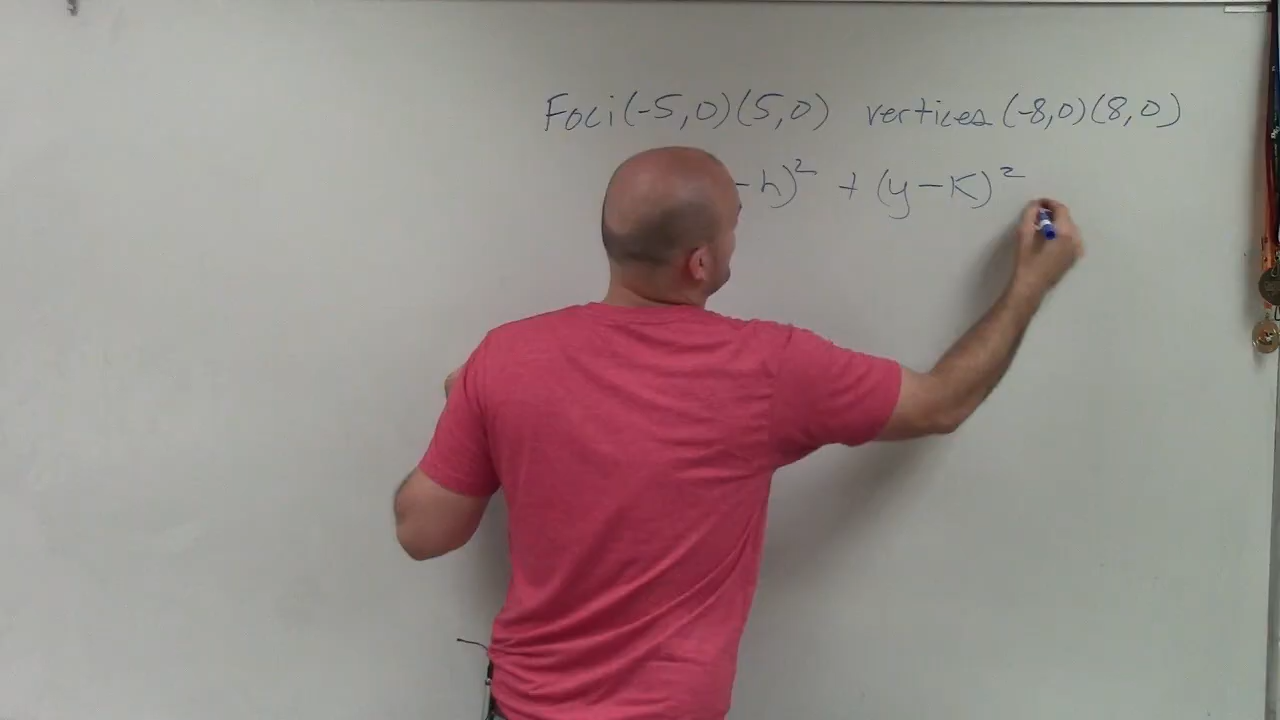 Foci (-5,0) (5,0) vertices (-8,0) (8,0)
-h)² + (y-k)²